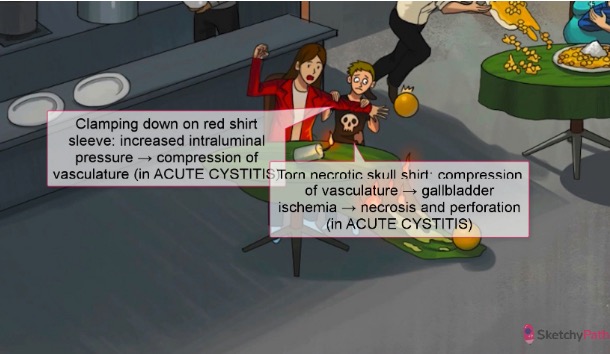 Clamping down on red shirt
sleeve: increased intraluminal
pressure → compression of
vasculature (in ACUTE CYSTITIS)
Torn necrotic skull shirt: compression
of vasculature → gallbladder
ischemia → necrosis and perforation
(in ACUTE CYSTITIS)
SketchyPath